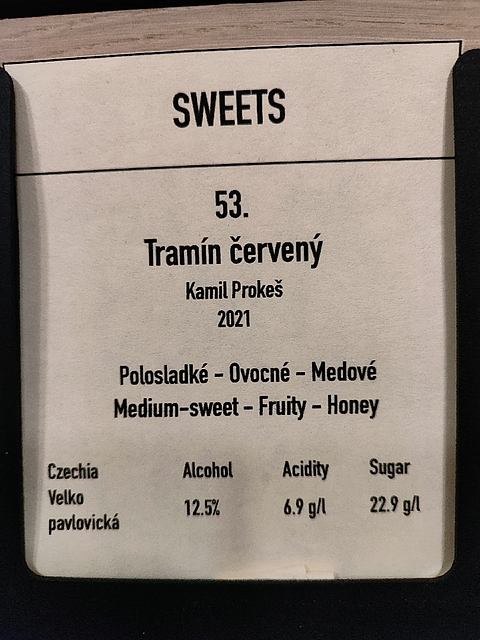 SWEETS
53.
Tramín červený
Kamil Prokeš
2021
Polosladké - Ovocné - Medové
Medium-sweet - Fruity - Honey
Czechia Alcohol Acidity Sugar
Velko 12.5% 6.9 g/l 22.9 g/l
pavlovická